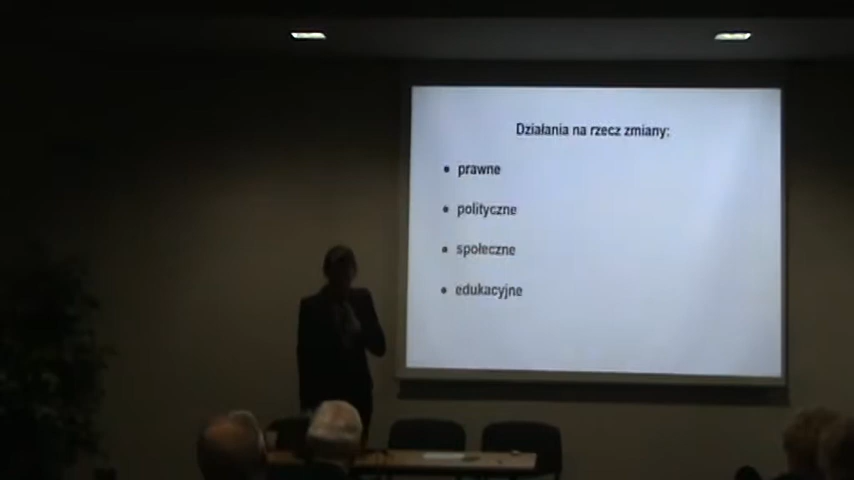 Działania na rzecz zmiany:
• prawne
• polityczne
• społeczne
• edukacyjne